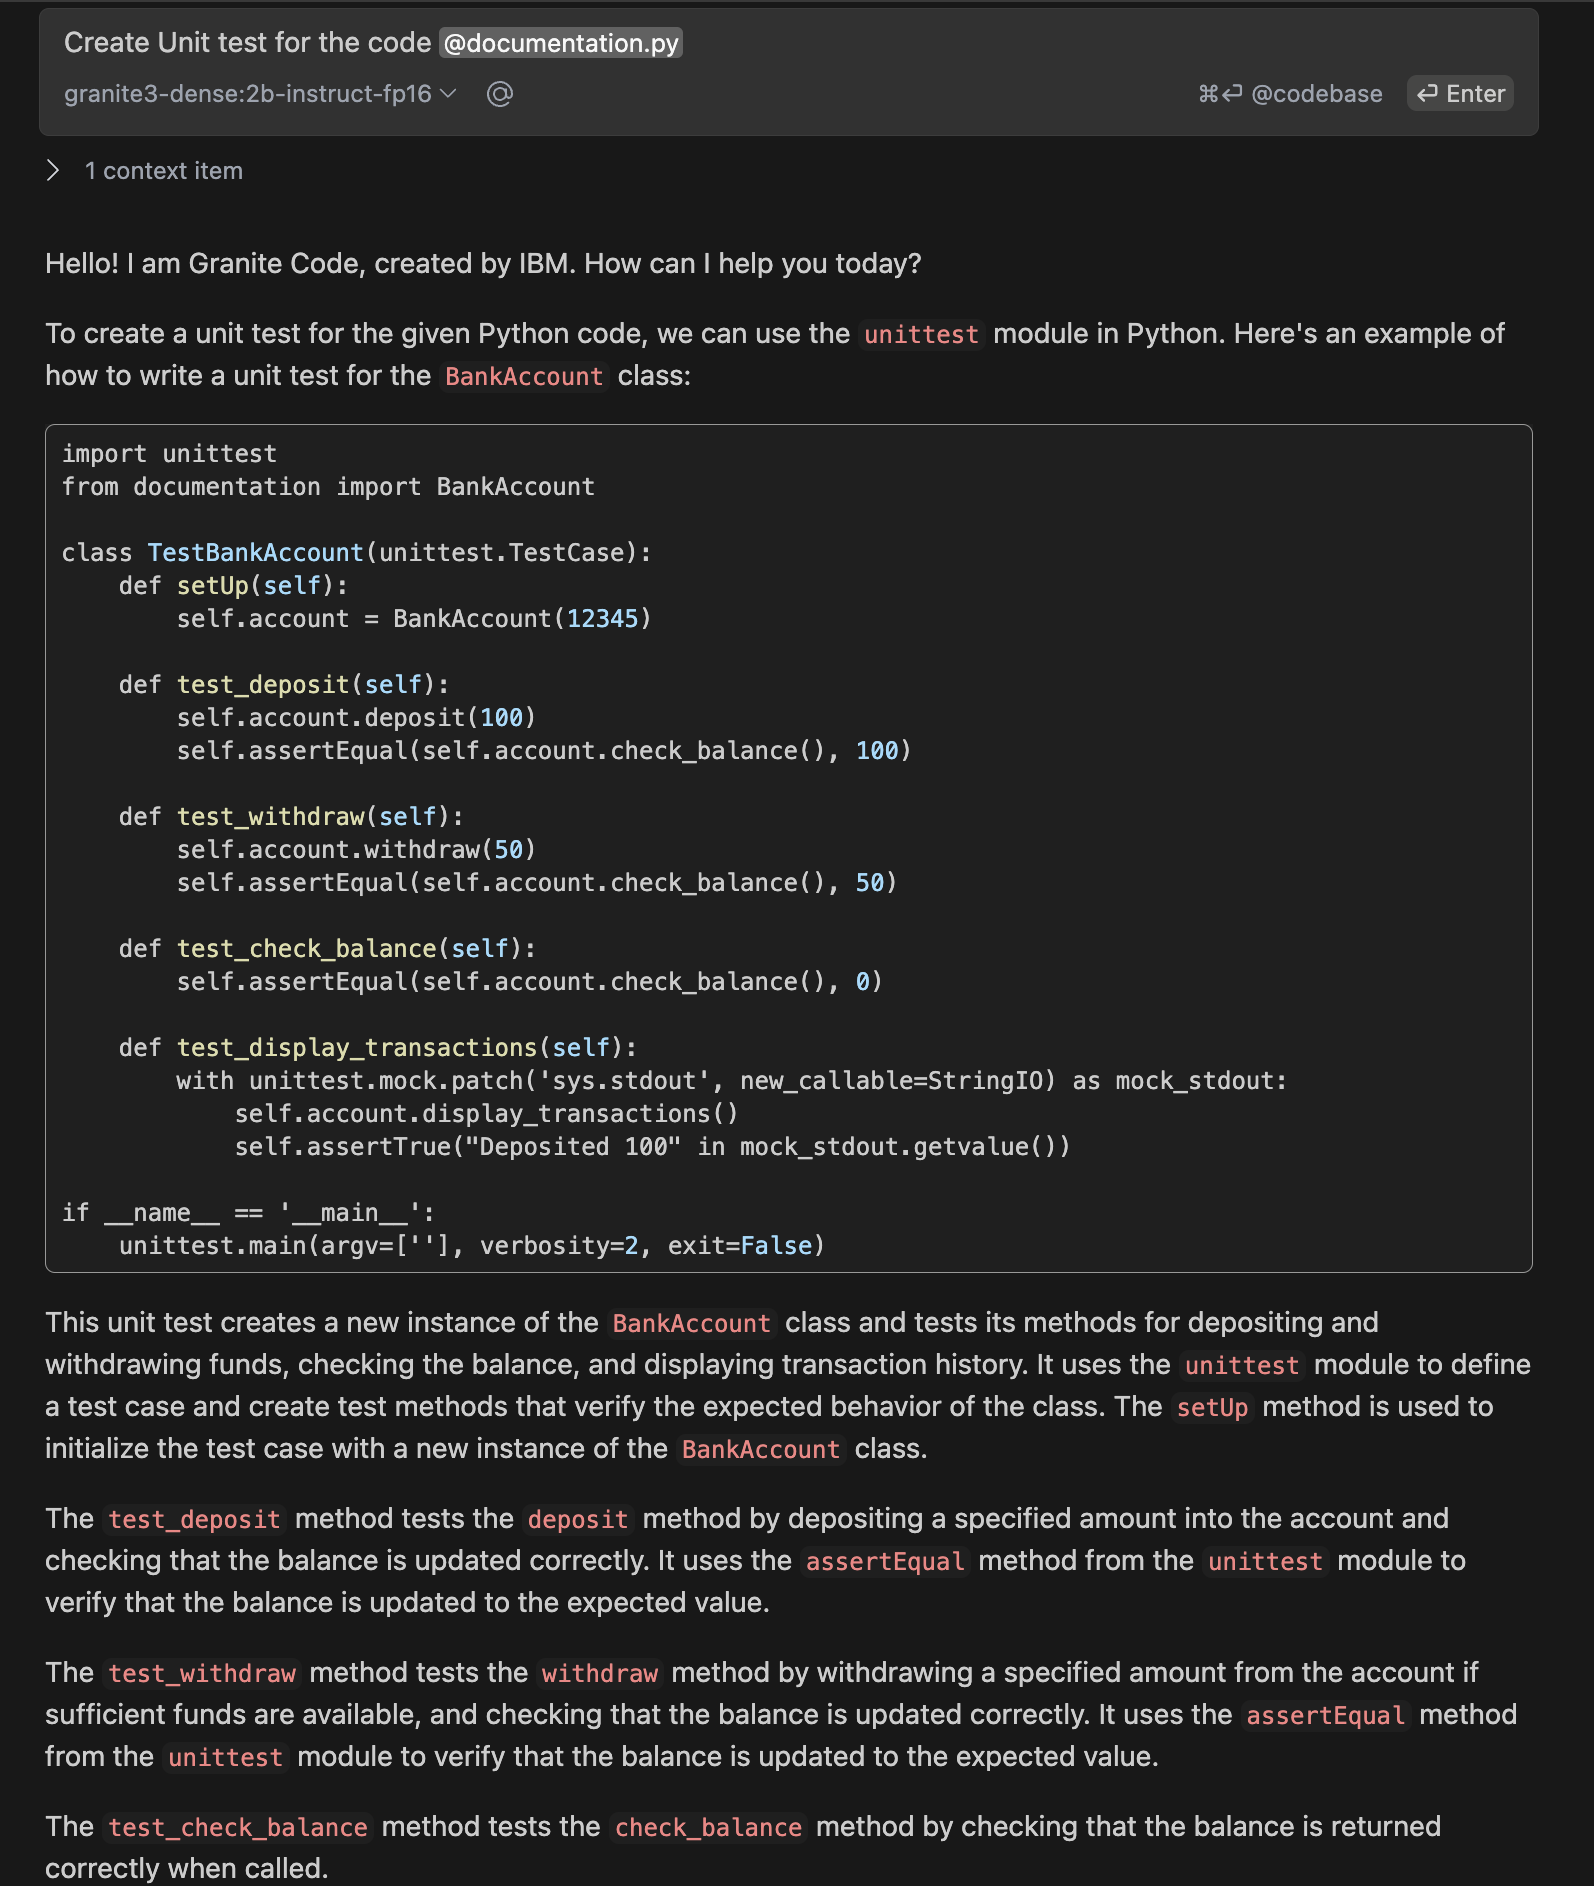 Create Unit test for the code @documentation.py
granite3-dense:2b-instruct-fp16 @ ⌘⏎ @codebase ⏎ Enter
1 context item
Hello! I am Granite Code, created by IBM. How can I help you today?
To create a unit test for the given Python code, we can use the unittest module in Python. Here's an example of
how to write a unit test for the BankAccount class:
import unittest
from documentation import BankAccount
class TestBankAccount(unittest.TestCase):
    def setUp(self):
        self.account = BankAccount(12345)
    def test_deposit(self):
        self.account.deposit(100)
        self.assertEqual(self.account.check_balance(), 100)
    def test_withdraw(self):
        self.account.withdraw(50)
        self.assertEqual(self.account.check_balance(), 50)
    def test_check_balance(self):
        self.assertEqual(self.account.check_balance(), 0)
    def test_display_transactions(self):
        with unittest.mock.patch('sys.stdout', new_callable=StringIO) as mock_stdout:
            self.account.display_transactions()
            self.assertTrue("Deposited 100" in mock_stdout.getvalue())
if __name__ == '__main__':
    unittest.main(argv=[''], verbosity=2, exit=False)
This unit test creates a new instance of the BankAccount class and tests its methods for depositing and
withdrawing funds, checking the balance, and displaying transaction history. It uses the unittest module to define
a test case and create test methods that verify the expected behavior of the class. The setUp method is used to
initialize the test case with a new instance of the BankAccount class.
The test_deposit method tests the deposit method by depositing a specified amount into the account and
checking that the balance is updated correctly. It uses the assertEqual method from the unittest module to
verify that the balance is updated to the expected value.
The test_withdraw method tests the withdraw method by withdrawing a specified amount from the account if
sufficient funds are available, and checking that the balance is updated correctly. It uses the assertEqual method
from the unittest module to verify that the balance is updated to the expected value.
The test_check_balance method tests the check_balance method by checking that the balance is returned
correctly when called.